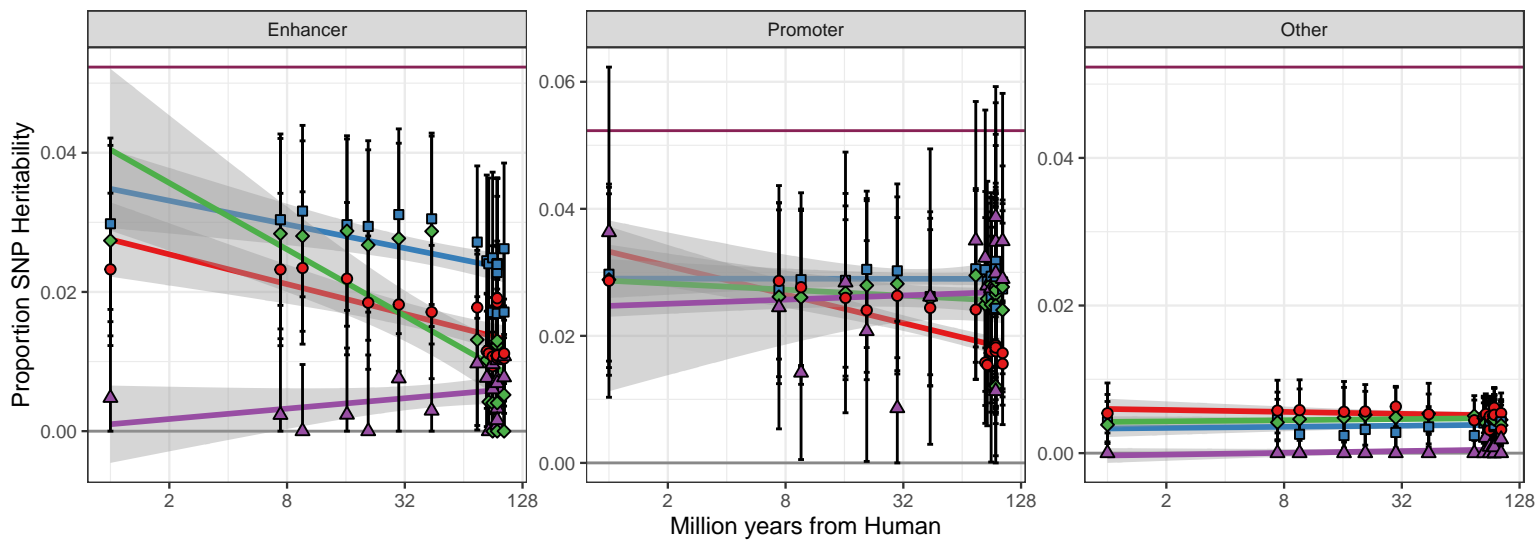 Enhancer
Promoter
Other
Proportion SNP Heritability
0.04
0.02
0.00
0.06
0.04
0.02
0.00
0.04
0.02
0.00
2 8 32 128
2 8 32 128
2 8 32 128
Million years from Human